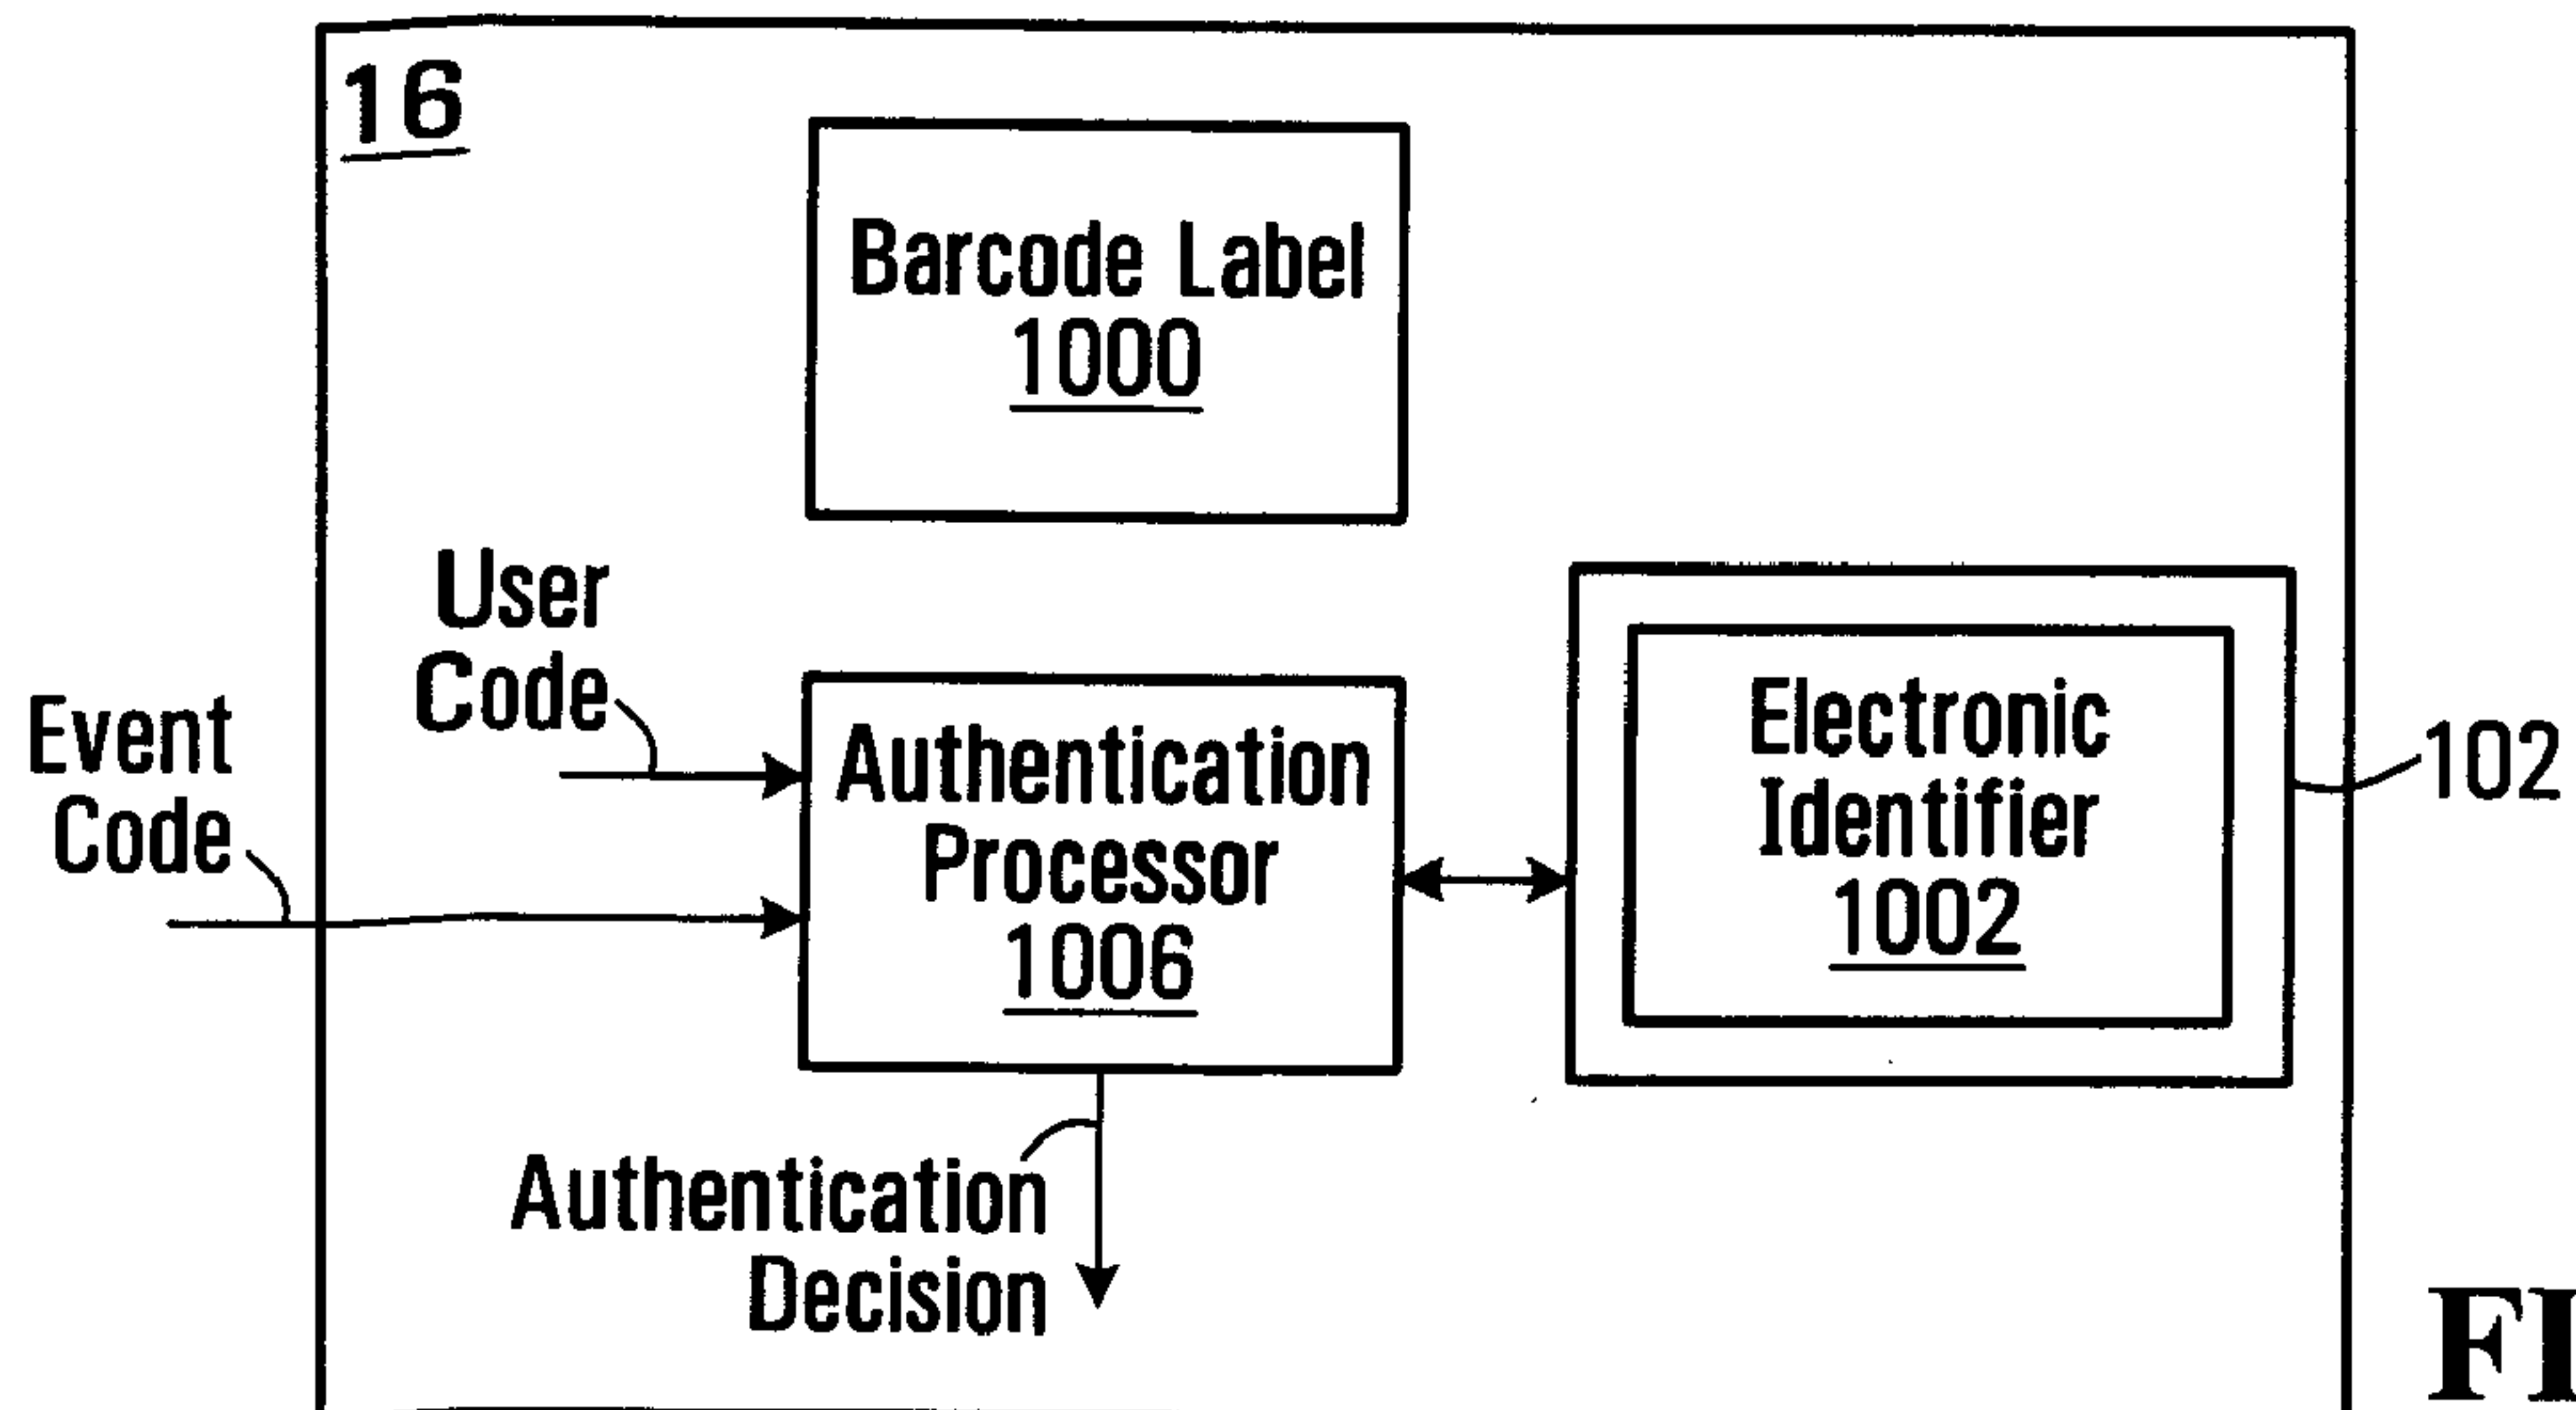 16
Barcode Label
1000
User
Code
Event
Code
Authentication
Processor
1006
Electronic
Identifier
1002
102
Authentication
Decision